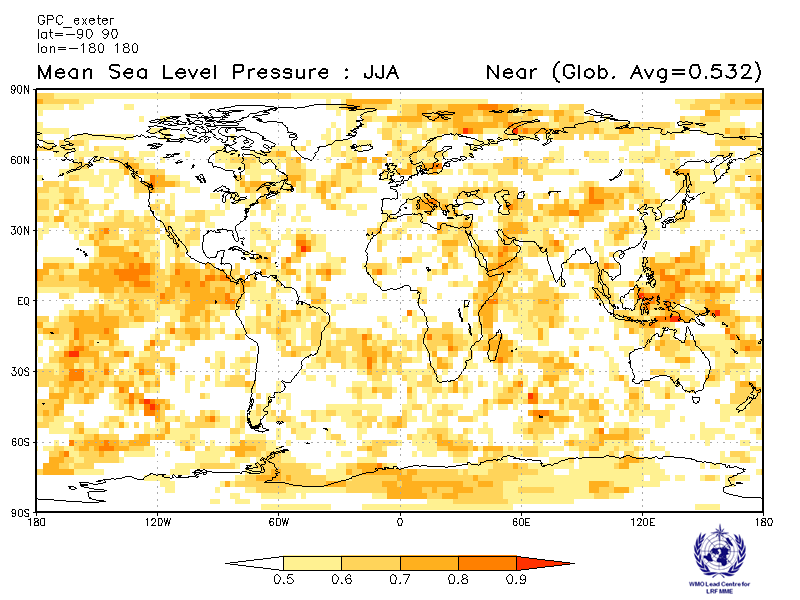 GPC_exeter
lat=-90 90
lon=-180 180
Mean Sea Level Pressure : JJA Near (Glob. Avg=0.532)
90N
60N
30N
EQ
30S
60S
90S
180 120W 60W 0 60E 120E 180
0.5 0.6 0.7 0.8 0.9
WMO Lead Centre for
LRF MME